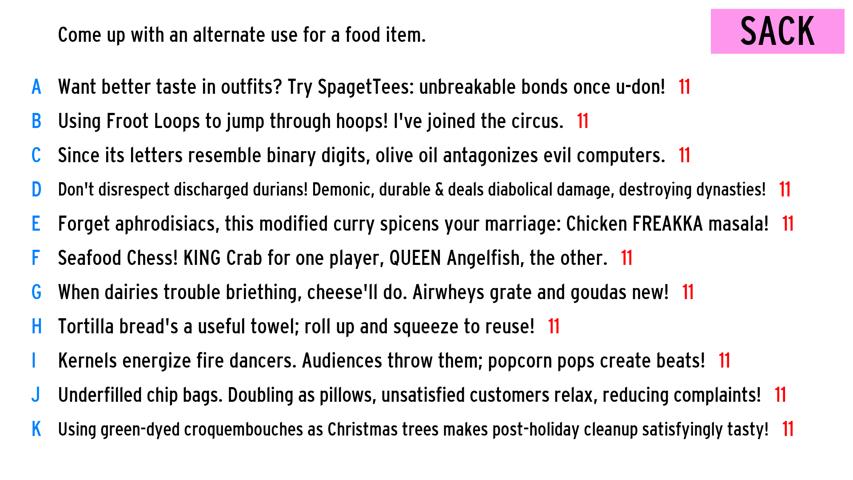 Come up with an alternate use for a food item.
SACK
A Want better taste in outfits? Try SpagetTees: unbreakable bonds once u-don! 11
B Using Froot Loops to jump through hoops! I've joined the circus. 11
C Since its letters resemble binary digits, olive oil antagonizes evil computers. 11
D Don't disrespect discharged durians! Demonic, durable & deals diabolical damage, destroying dynasties! 11
E Forget aphrodisiacs, this modified curry spicens your marriage: Chicken FREAKKA masala! 11
F Seafood Chess! KING Crab for one player, QUEEN Angelfish, the other. 11
G When dairies trouble briething, cheese'll do. Airwheys grate and goudas new! 11
H Tortilla bread's a useful towel; roll up and squeeze to reuse! 11
I Kernels energize fire dancers. Audiences throw them; popcorn pops create beats! 11
J Underfilled chip bags. Doubling as pillows, unsatisfied customers relax, reducing complaints! 11
K Using green-dyed croquembouches as Christmas trees makes post-holiday cleanup satisfyingly tasty! 11